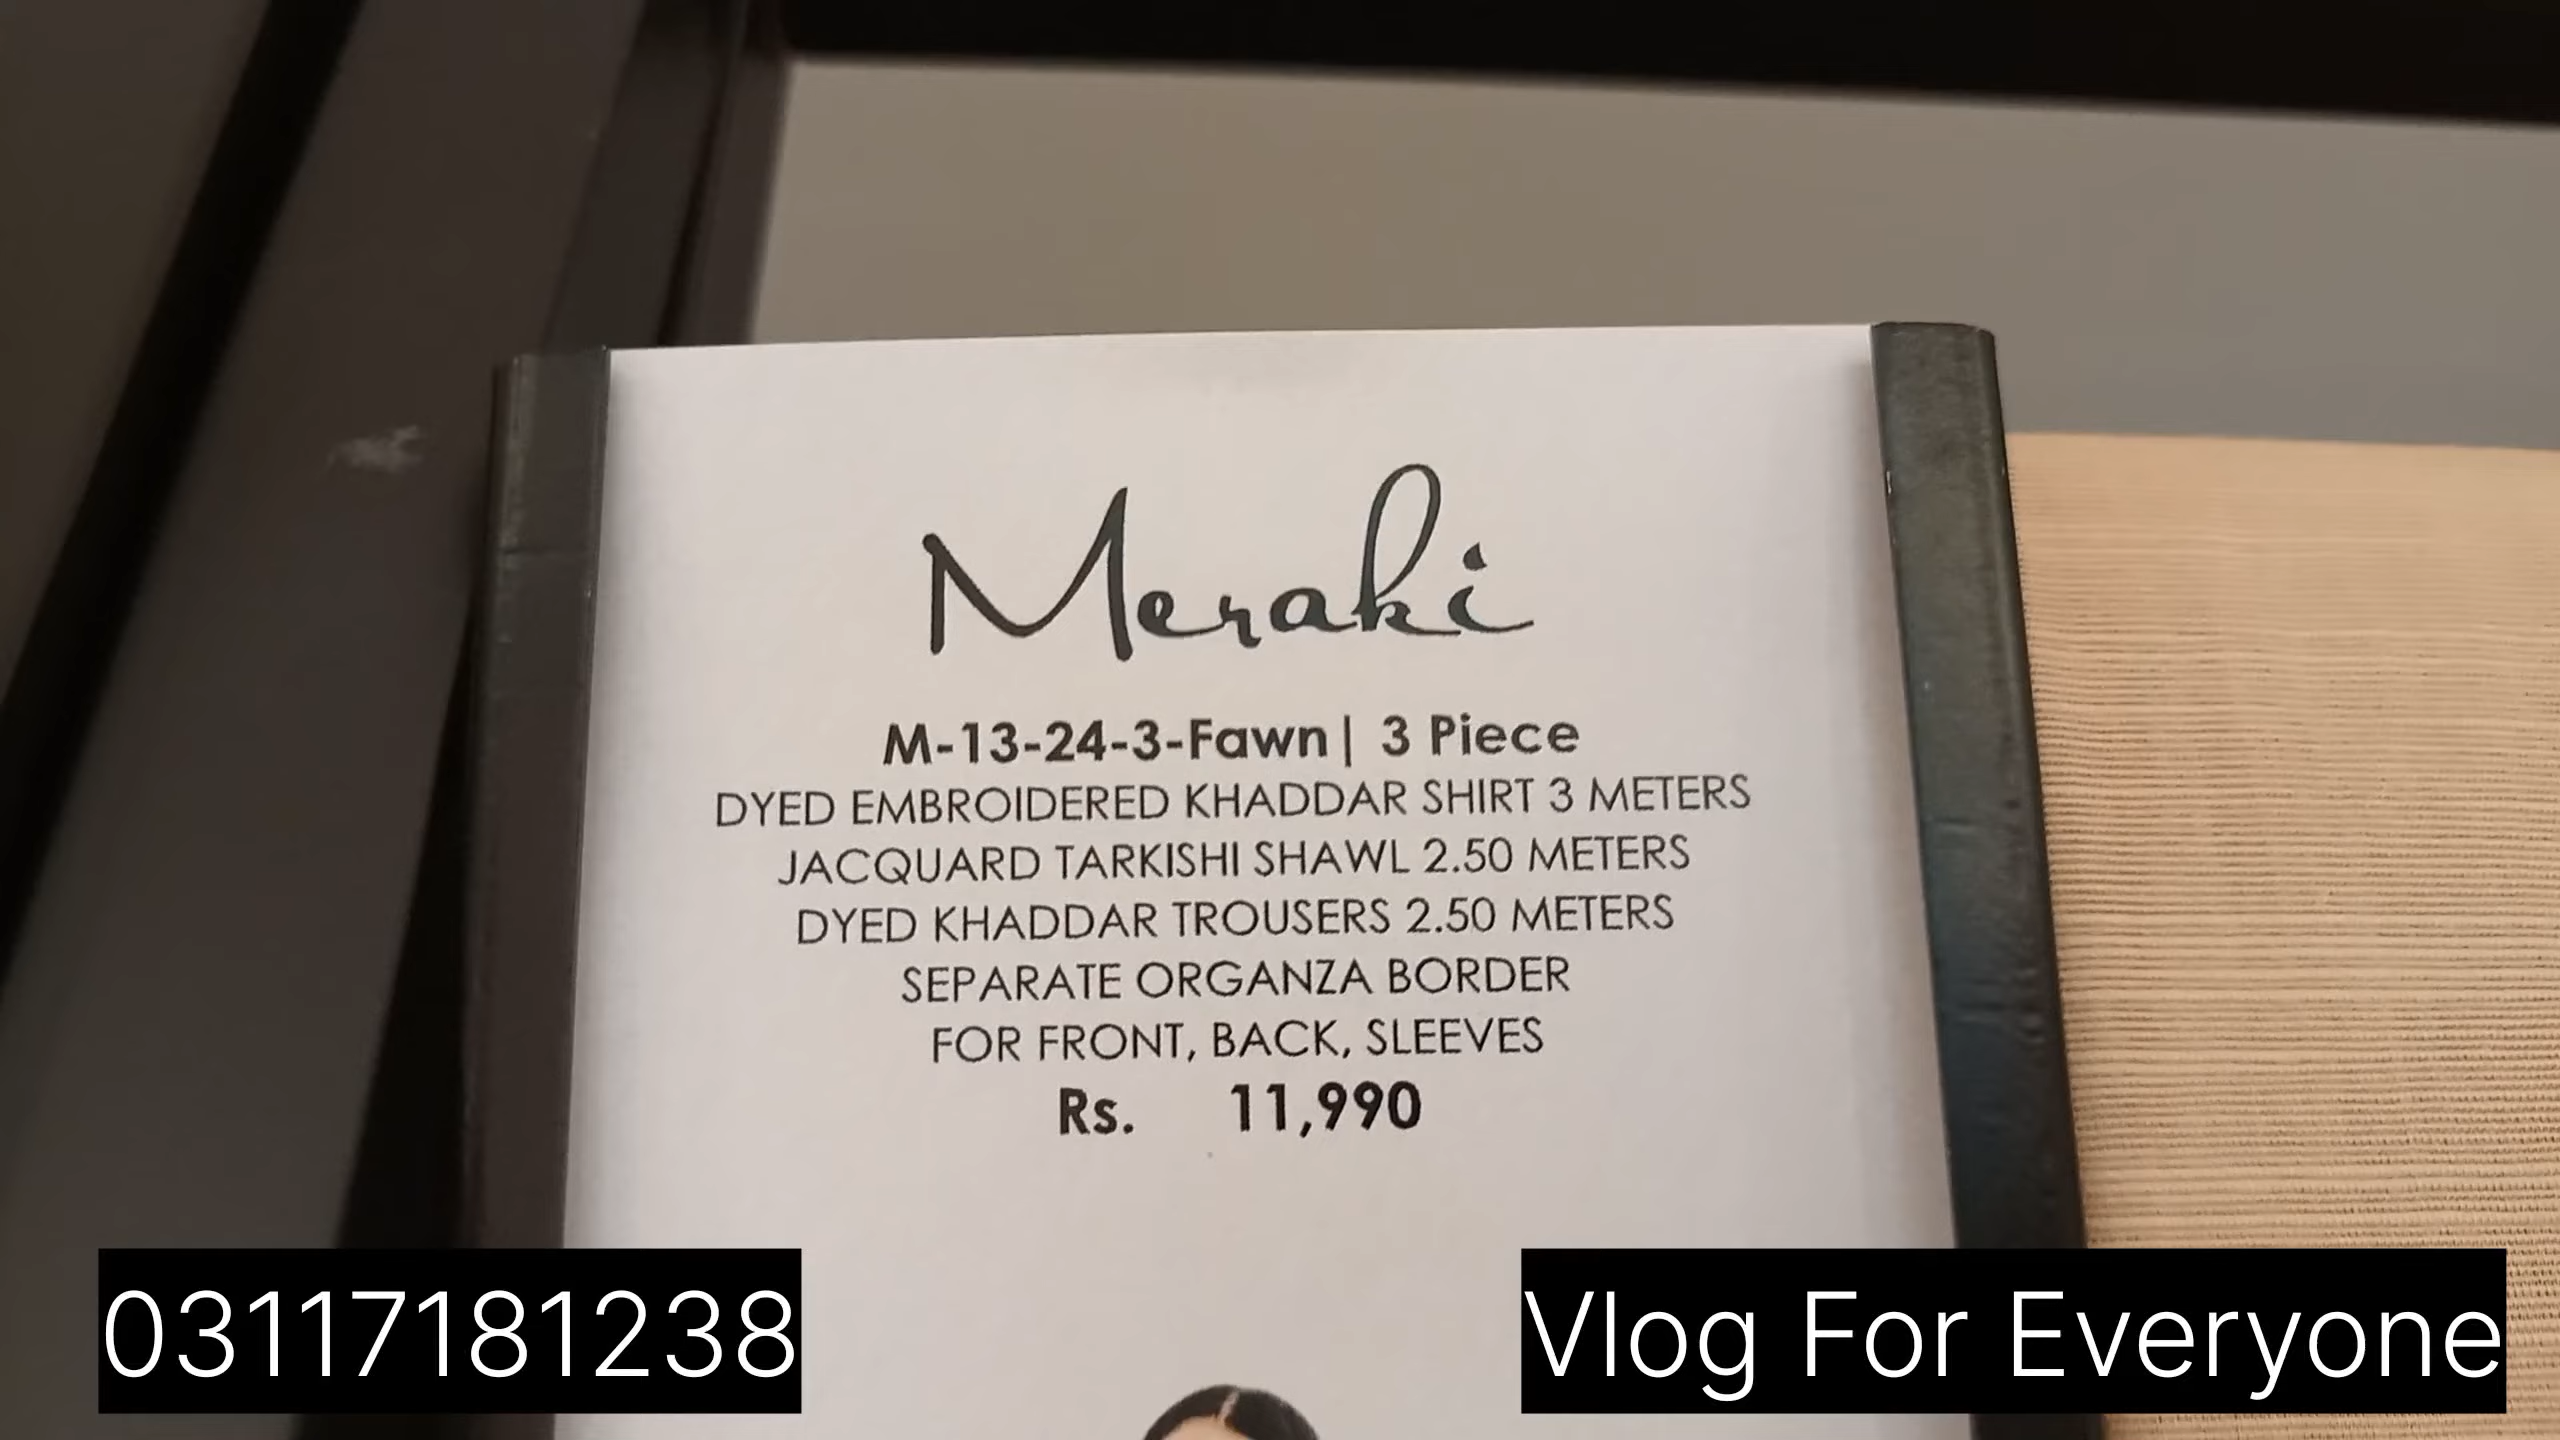 Meraki
M-13-24-3-Fawn| 3 Piece
DYED EMBROIDERED KHADDAR SHIRT 3 METERS
JACQUARD TARKISHI SHAWL 2.50 METERS
DYED KHADDAR TROUSERS 2.50 METERS
SEPARATE ORGANZA BORDER
FOR FRONT, BACK, SLEEVES
Rs. 11,990
03117181238
Vlog For Everyone